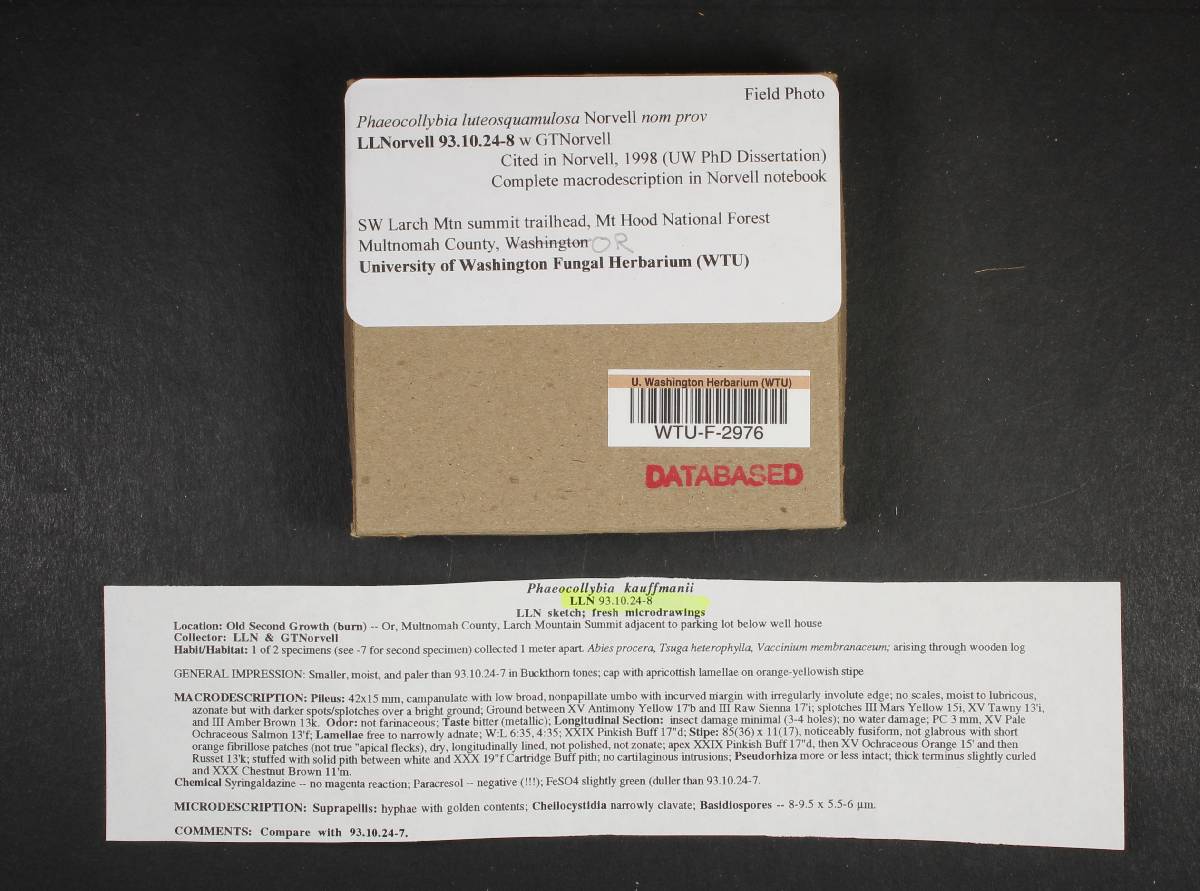 Field Photo
Phaeocollybia luteosquamulosa Norvell nom prov
LLNorvell 93.10.24-8 w GTNorvell
Cited in Norvell, 1998 (UW PhD Dissertation)
Complete macrodescription in Norvell notebook
SW Larch Mtn summit trailhead, Mt Hood National Forest
Multnomah County, Washington OR
University of Washington Fungal Herbarium (WTU)
U. Washington Herbarium (WTU)
WTU-F-2976
DATABASED
Phaeocollybia kauffmanii
LLN 93.10.24-8
LLN sketch; fresh microdrawings
Location: Old Second Growth (burn) -- Or, Multnomah County, Larch Mountain Summit adjacent to parking lot below well house
Collector: LLN & GTNorvell
Habit/Habitat: 1 of 2 specimens (see -7 for second specimen) collected 1 meter apart. Abies procera, Tsuga heterophylla, Vaccinium membranaceum; arising through wooden log
GENERAL IMPRESSION: Smaller, moist, and paler than 93.10.24-7 in Buckthorn tones; cap with apricottish lamellae on orange-yellowish stipe
MACRODESCRIPTION: Pileus: 42x15 mm, campanulate with low broad, nonpapillate umbo with incurved margin with irregularly involute edge; no scales, moist to lubricous,
azonate but with darker spots/splotches over a bright ground; Ground between XV Antimony Yellow 17'b and III Raw Sienna 17'i; splotches III Mars Yellow 15i, XV Tawny 13'i,
and III Amber Brown 13k. Odor: not farinaceous; Taste bitter (metallic); Longitudinal Section: insect damage minimal (3-4 holes); no water damage; PC 3 mm, XV Pale
Ochraceous Salmon 13'f; Lamellae free to narrowly adnate; W:L 6:35, 4:35; XXIX Pinkish Buff 17"d; Stipe: 85(36) x 11(17), noticeably fusiform, not glabrous with short
orange fibrillose patches (not true "apical flecks), dry, longitudinally lined, not polished, not zonate; apex XXIX Pinkish Buff 17"d, then XV Ochraceous Orange 15' and then
Russet 13'k; stuffed with solid pith between white and XXX 19"f Cartridge Buff pith; no cartilaginous intrusions; Pseudorhiza more or less intact; thick terminus slightly curled
and XXX Chestnut Brown 11'm.
Chemical Syringaldazine -- no magenta reaction; Paracresol -- negative (!!!); FeSO4 slightly green (duller than 93.10.24-7.
MICRODESCRIPTION: Suprapellis: hyphae with golden contents; Cheilocystidia narrowly clavate; Basidiospores -- 8-9.5 x 5.5-6 µm.
COMMENTS: Compare with 93.10.24-7.